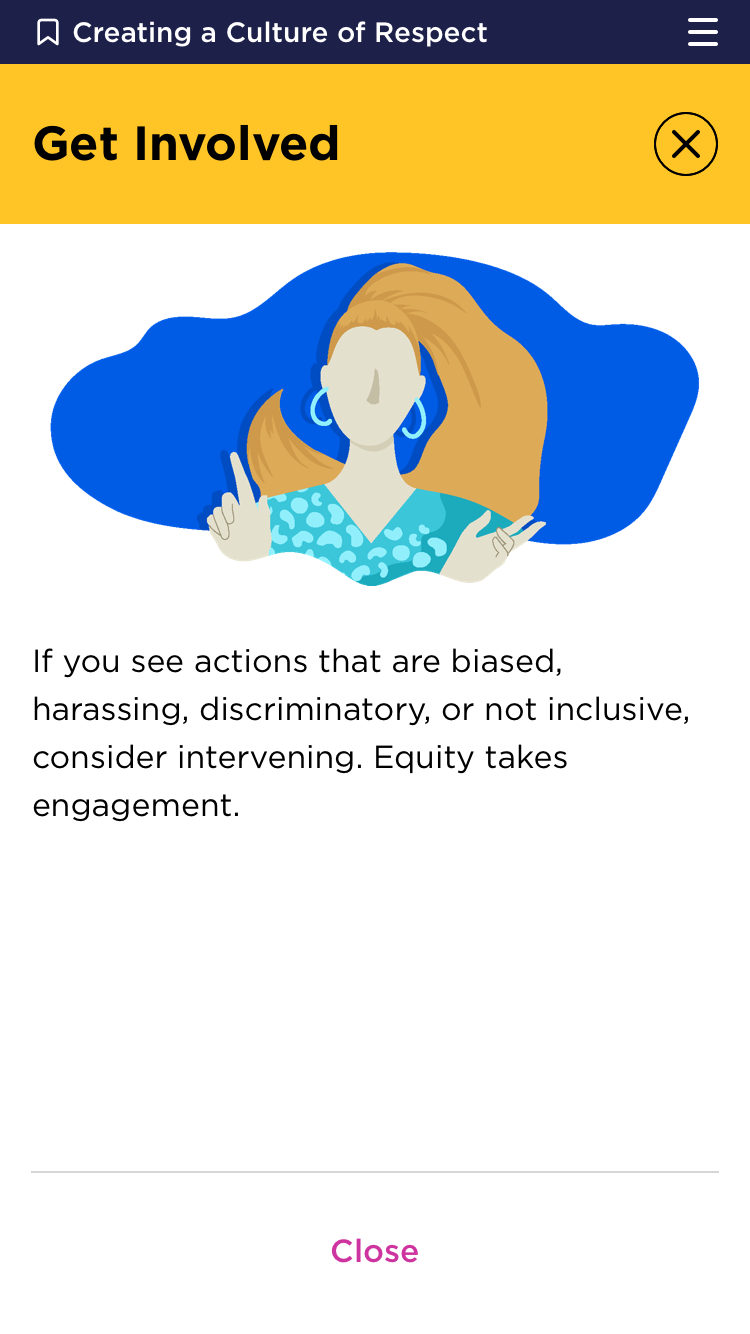 Creating a Culture of Respect
Get Involved
If you see actions that are biased,
harassing, discriminatory, or not inclusive,
consider intervening. Equity takes
engagement.
Close